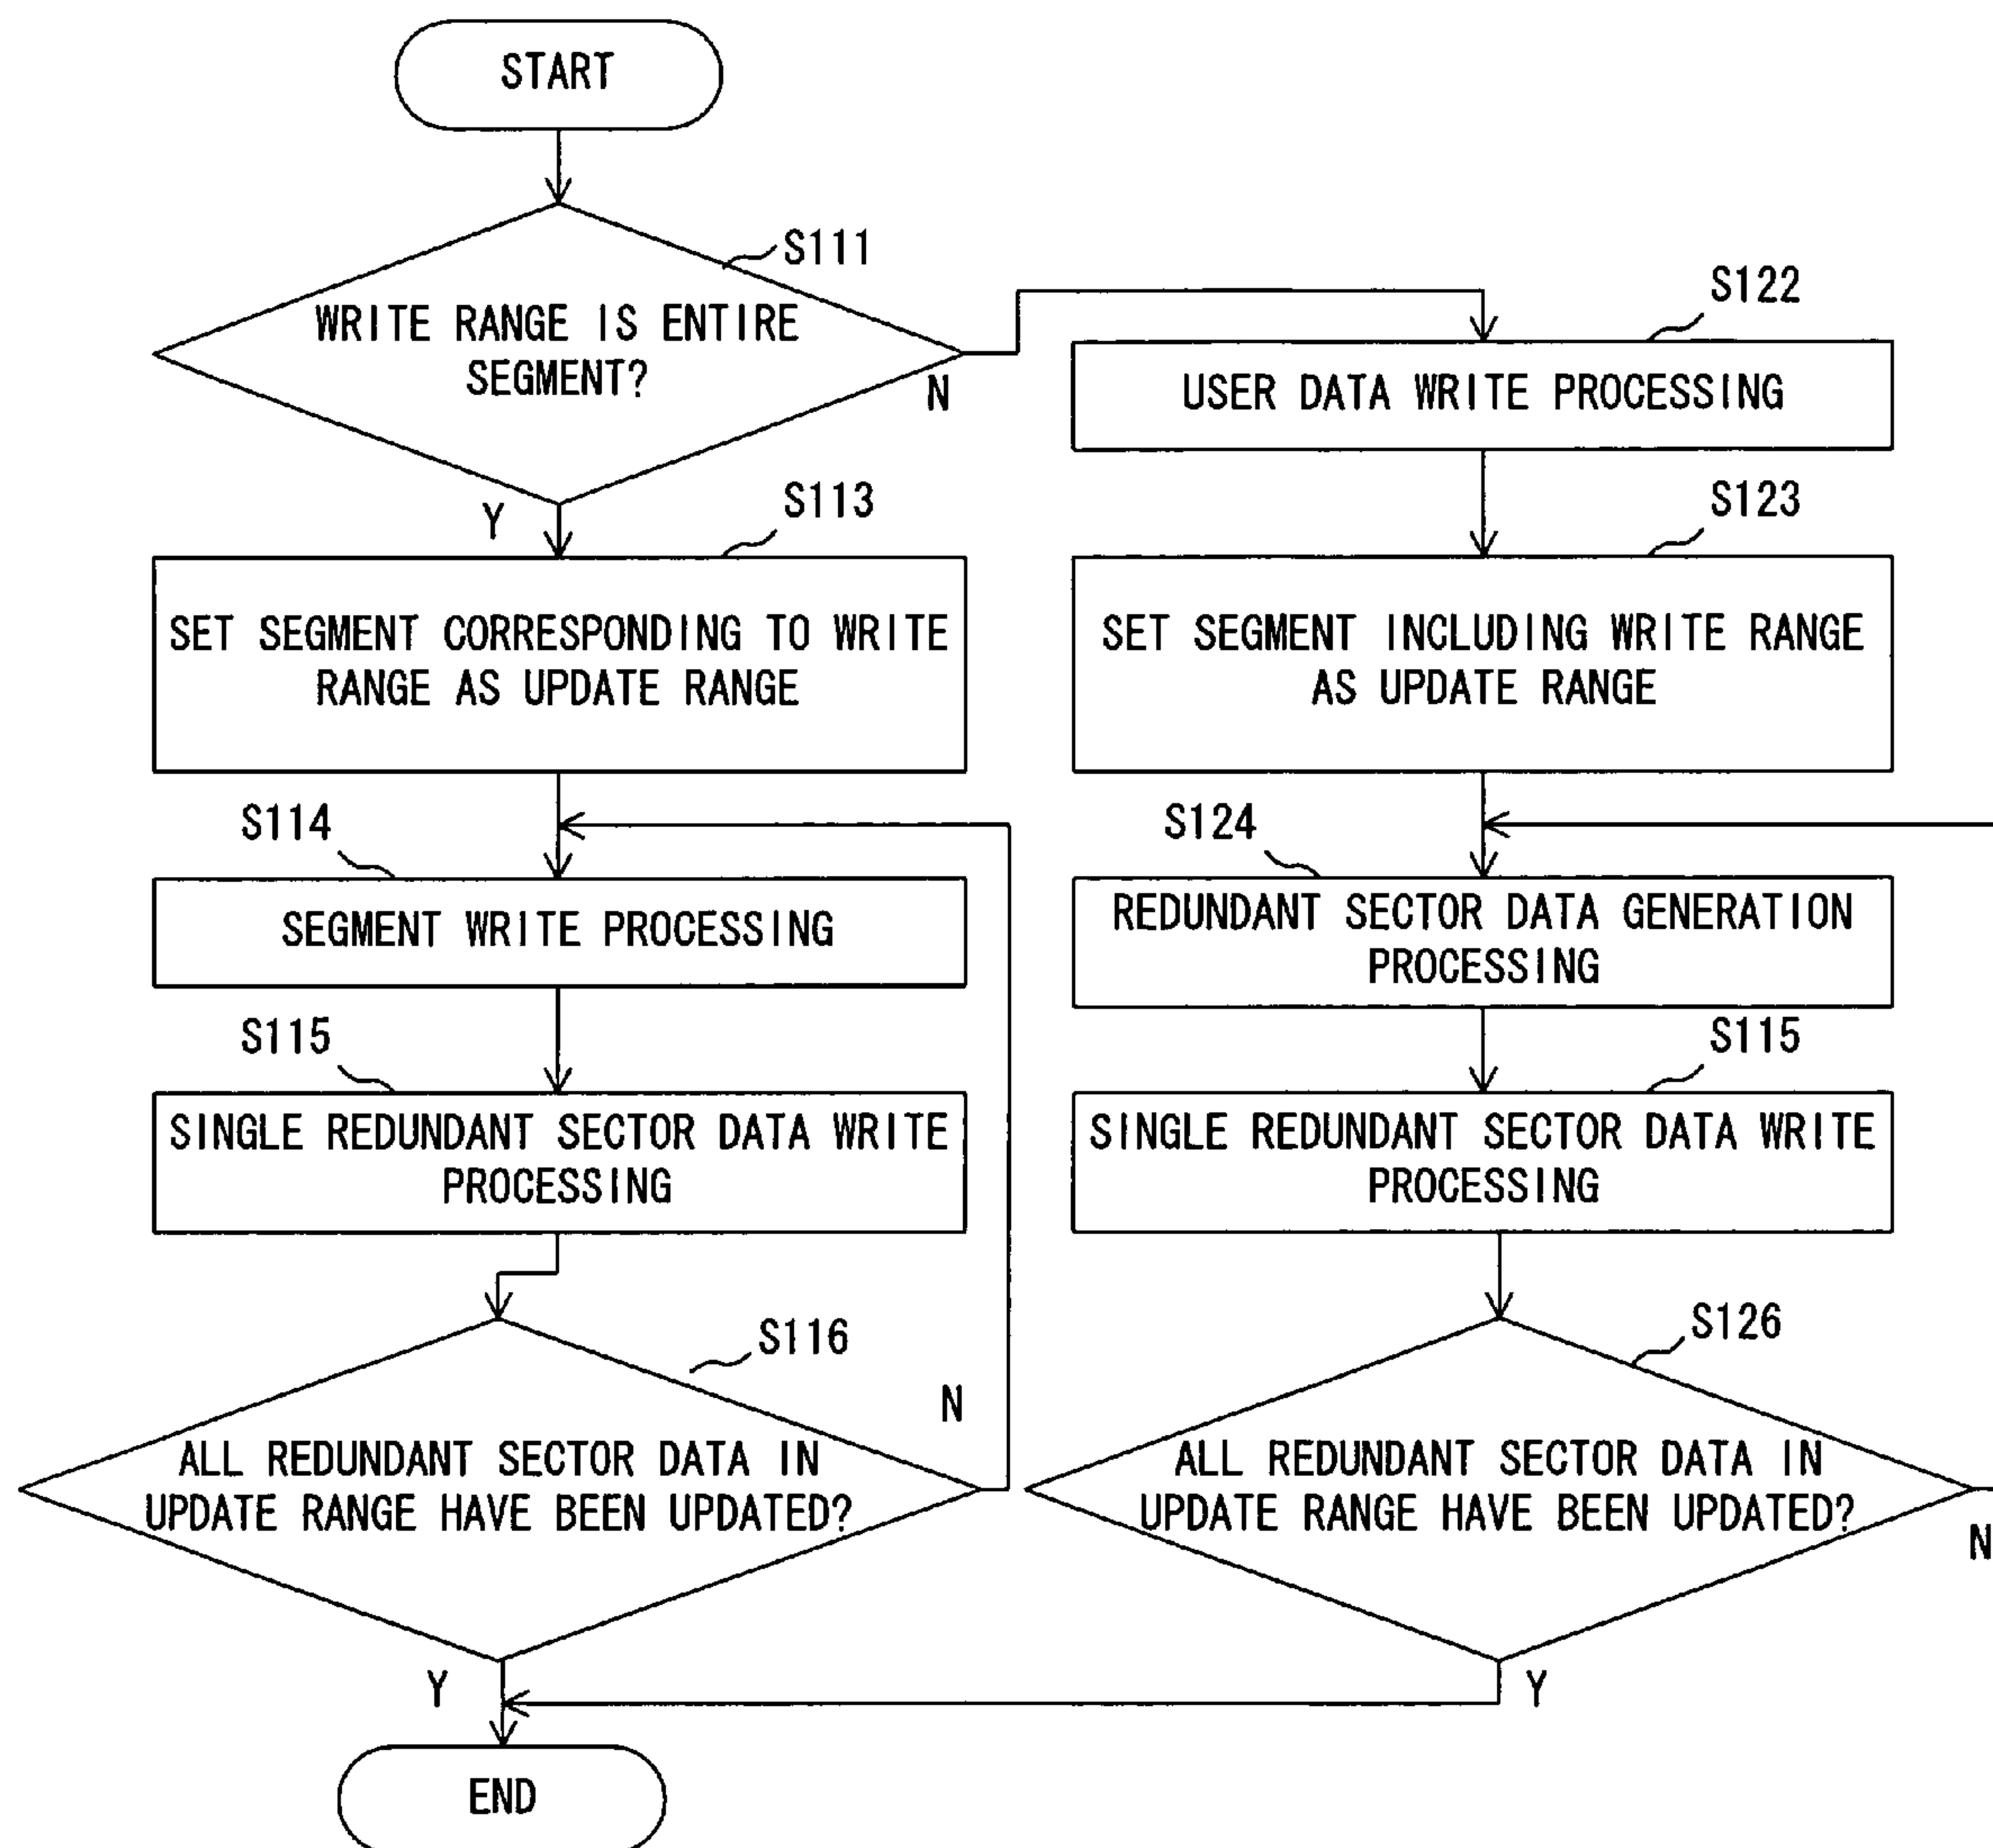 START
S111
WRITE RANGE IS ENTIRE
SEGMENT?
N
Y
S113
SET SEGMENT CORRESPONDING TO WRITE
RANGE AS UPDATE RANGE
S114
SEGMENT WRITE PROCESSING
S115
SINGLE REDUNDANT SECTOR DATA WRITE
PROCESSING
S116
N
ALL REDUNDANT SECTOR DATA IN
UPDATE RANGE HAVE BEEN UPDATED?
Y
S122
USER DATA WRITE PROCESSING
S123
SET SEGMENT INCLUDING WRITE RANGE
AS UPDATE RANGE
S124
REDUNDANT SECTOR DATA GENERATION
PROCESSING
S115
SINGLE REDUNDANT SECTOR DATA WRITE
PROCESSING
S126
ALL REDUNDANT SECTOR DATA IN
UPDATE RANGE HAVE BEEN UPDATED?
N
Y
END